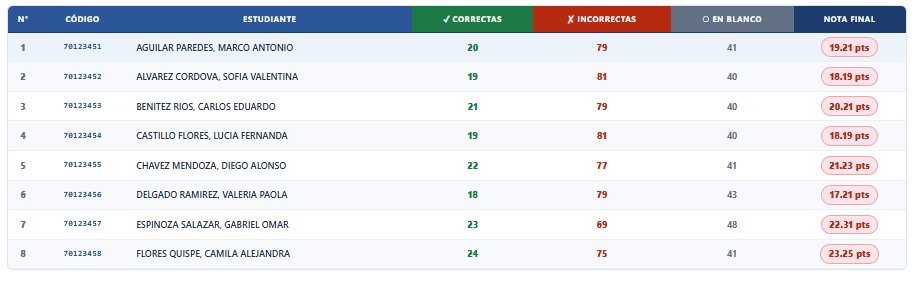 N° CÓDIGO ESTUDIANTE ✓ CORRECTAS ✗ INCORRECTAS ○ EN BLANCO NOTA FINAL
1 70123451 AGUILAR PAREDES, MARCO ANTONIO 20 79 41 19.21 pts
2 70123452 ALVAREZ CORDOVA, SOFIA VALENTINA 19 81 40 18.19 pts
3 70123453 BENITEZ RIOS, CARLOS EDUARDO 21 79 40 20.21 pts
4 70123454 CASTILLO FLORES, LUCIA FERNANDA 19 81 40 18.19 pts
5 70123455 CHAVEZ MENDOZA, DIEGO ALONSO 22 77 41 21.23 pts
6 70123456 DELGADO RAMIREZ, VALERIA PAOLA 18 79 43 17.21 pts
7 70123457 ESPINOZA SALAZAR, GABRIEL OMAR 23 69 48 22.31 pts
8 70123458 FLORES QUISPE, CAMILA ALEJANDRA 24 75 41 23.25 pts